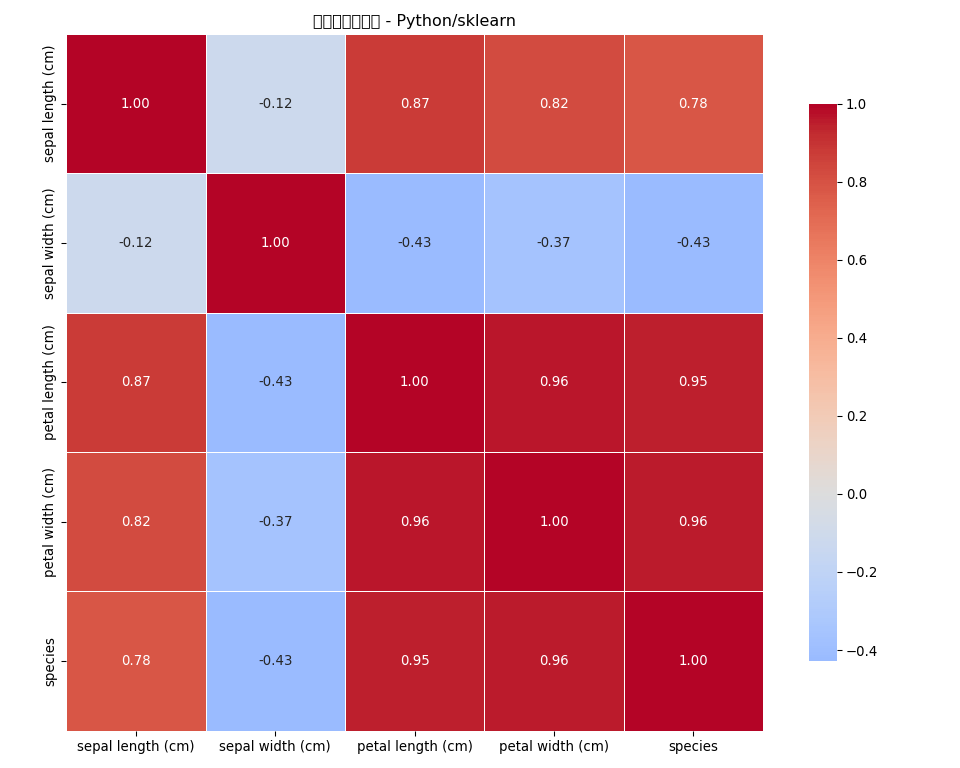 - Python/sklearn
sepal length (cm)
1.00 -0.12 0.87 0.82 0.78
sepal width (cm)
-0.12 1.00 -0.43 -0.37 -0.43
petal length (cm)
0.87 -0.43 1.00 0.96 0.95
petal width (cm)
0.82 -0.37 0.96 1.00 0.96
species
0.78 -0.43 0.95 0.96 1.00
sepal length (cm) sepal width (cm) petal length (cm) petal width (cm) species
1.0
0.8
0.6
0.4
0.2
0.0
−0.2
−0.4